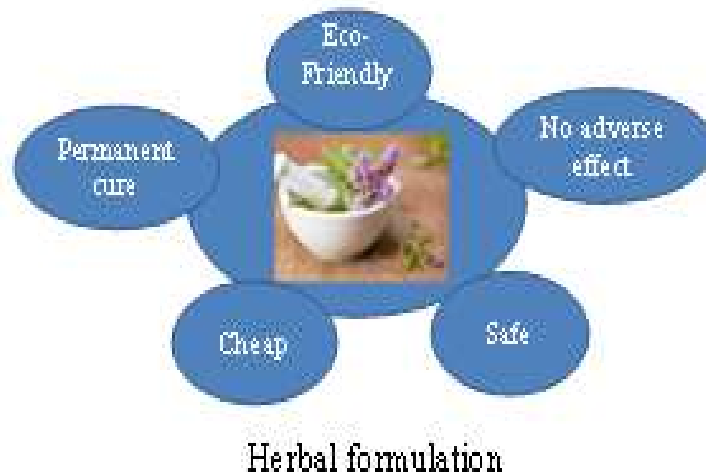 Eco-
Friendly
No adverse
effect
Permanent
cure
Cheap
Safe
Herbal formulation